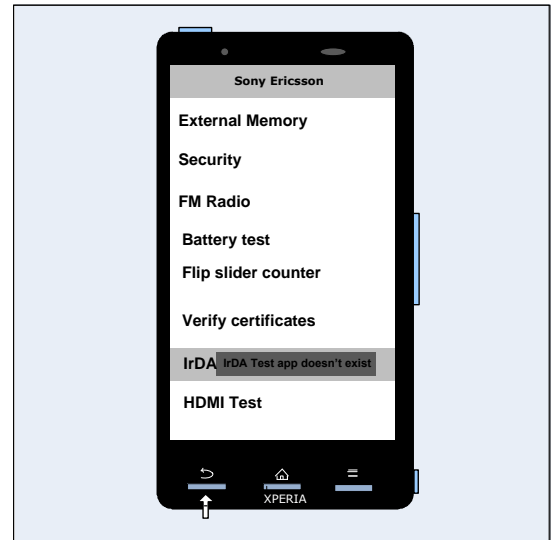 Sony Ericsson
External Memory
Security
FM Radio
Battery test
Flip slider counter
Verify certificates
IrDA IrDA Test app doesn't exist
HDMI Test
XPERIA